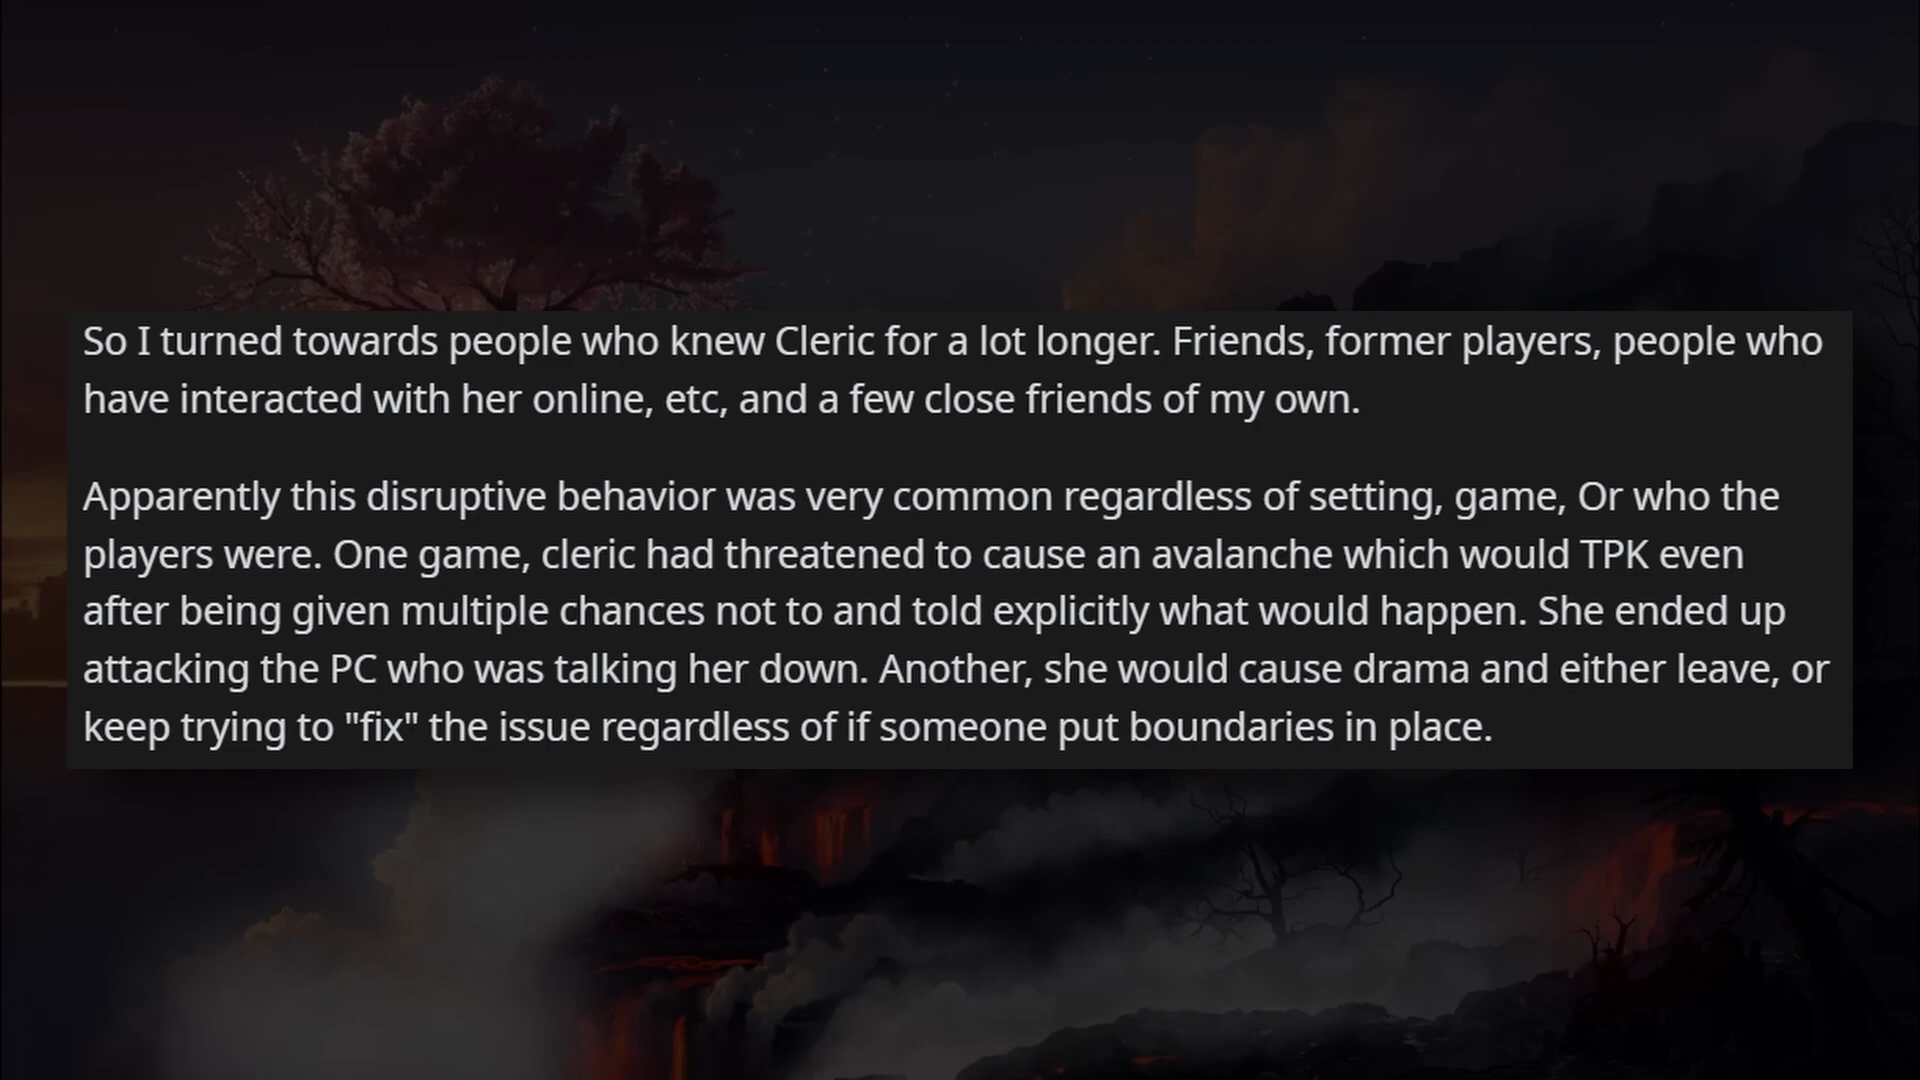 So I turned towards people who knew Cleric for a lot longer. Friends, former players, people who
have interacted with her online, etc, and a few close friends of my own.
Apparently this disruptive behavior was very common regardless of setting, game, Or who the
players were. One game, cleric had threatened to cause an avalanche which would TPK even
after being given multiple chances not to and told explicitly what would happen. She ended up
attacking the PC who was talking her down. Another, she would cause drama and either leave, or
keep trying to "fix" the issue regardless of if someone put boundaries in place.